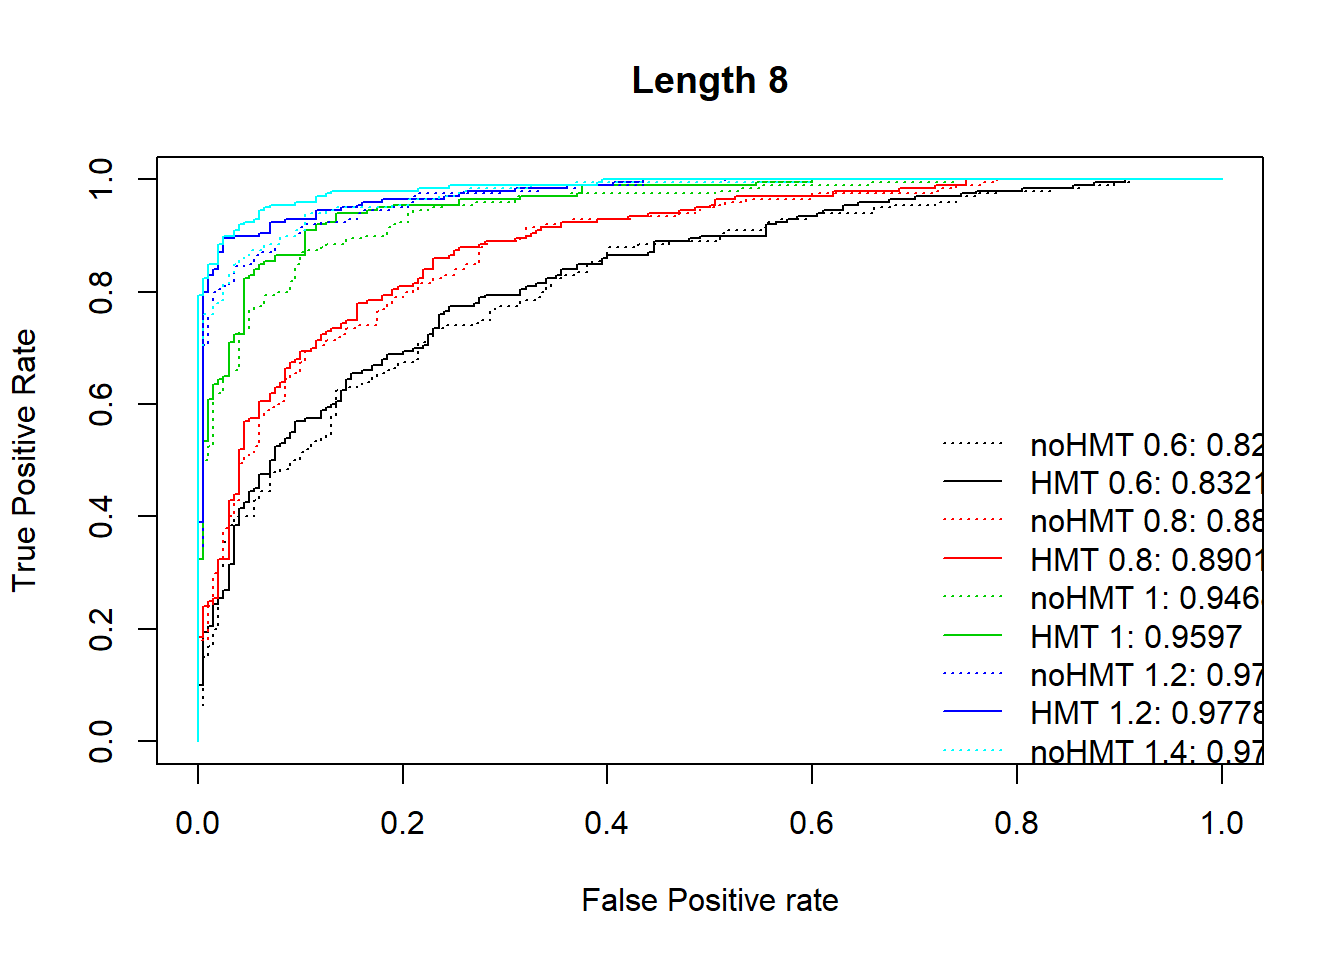 Length 8
True Positive Rate
1.0
0.8
0.6
0.4
0.2
0.0
noHMT 0.6: 0.82
HMT 0.6: 0.8321
noHMT 0.8: 0.88
HMT 0.8: 0.8901
noHMT 1: 0.946
HMT 1: 0.9597
noHMT 1.2: 0.97
HMT 1.2: 0.9778
noHMT 1.4: 0.97
0.0 0.2 0.4 0.6 0.8 1.0
False Positive rate